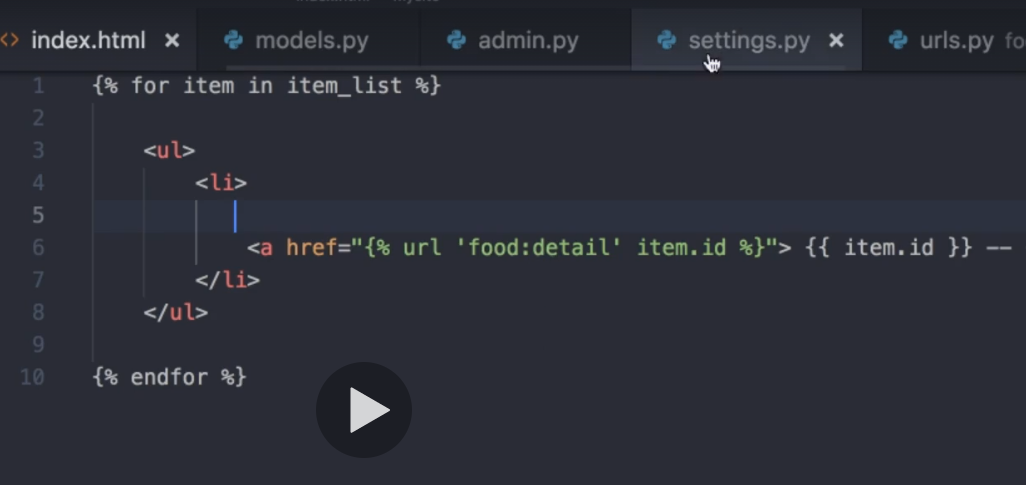 index.html × models.py admin.py settings.py × urls.py fo
1 {% for item in item_list %}
2
3 <ul>
4 <li>
5
6 <a href="{% url 'food:detail' item.id %}"> {{ item.id }} --
7 </li>
8 </ul>
9
10 {% endfor %}